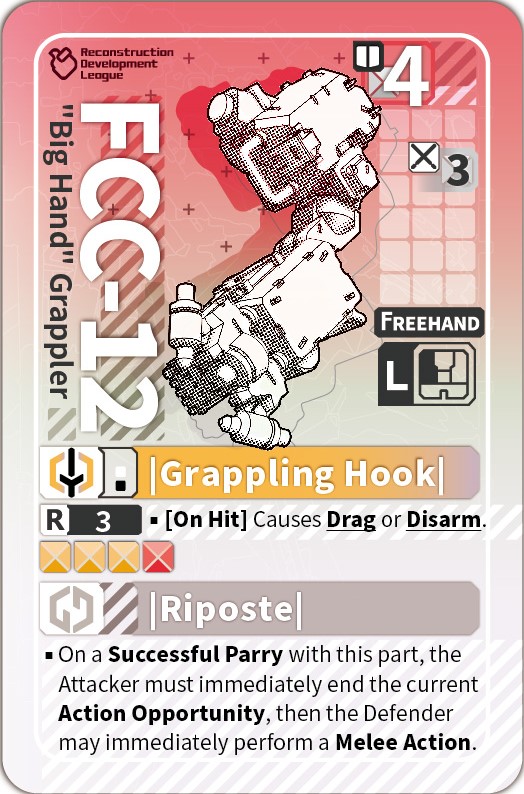 Reconstruction
Development
League
4
3
FCC-12
"Big Hand" Grappler
FREEHAND
L
|Grappling Hook|
R 3
▪ [On Hit] Causes Drag or Disarm.
|Riposte|
▪ On a Successful Parry with this part, the
Attacker must immediately end the current
Action Opportunity, then the Defender
may immediately perform a Melee Action.